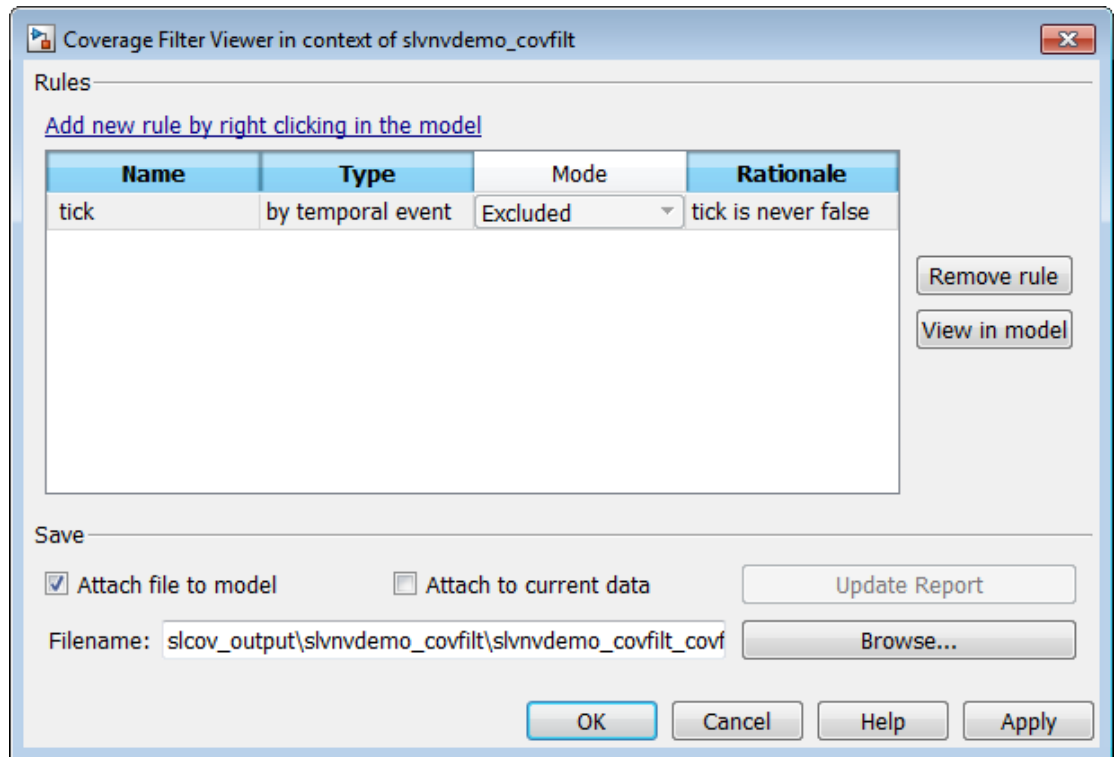 Coverage Filter Viewer in context of slvnvdemo_covfilt
Rules
Add new rule by right clicking in the model
Name Type Mode Rationale
tick by temporal event Excluded tick is never false
Remove rule
View in model
Save
Attach file to model Attach to current data Update Report
Filename: slcov_output\slvnvdemo_covfilt\slvnvdemo_covfilt_covf Browse...
OK Cancel Help Apply